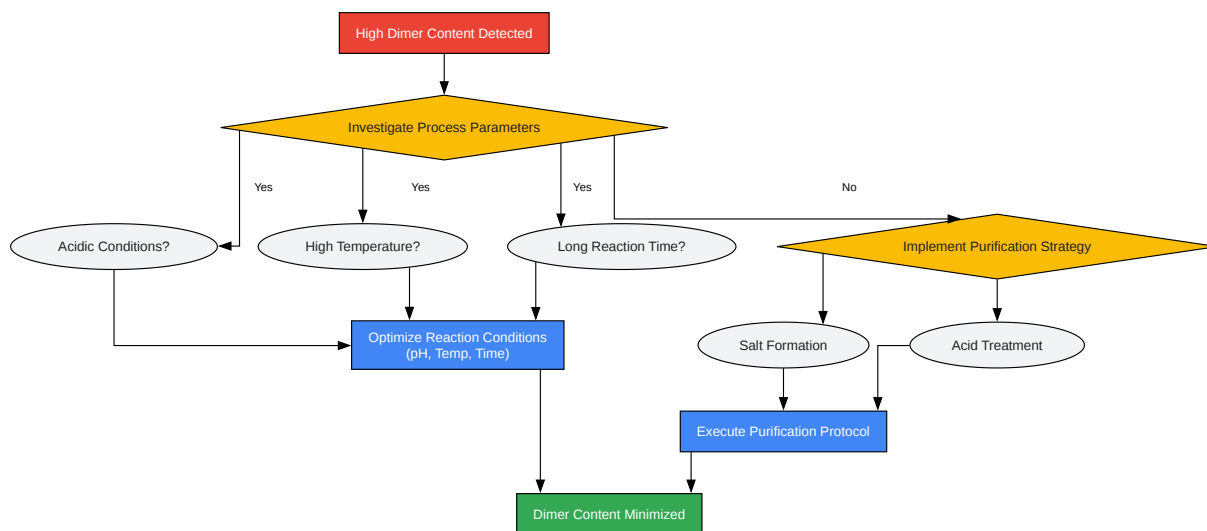 High Dimer Content Detected
Investigate Process Parameters
Yes
Yes
Yes
No
Acidic Conditions?
High Temperature?
Long Reaction Time?
Implement Purification Strategy
Optimize Reaction Conditions
(pH, Temp, Time)
Salt Formation
Acid Treatment
Execute Purification Protocol
Dimer Content Minimized